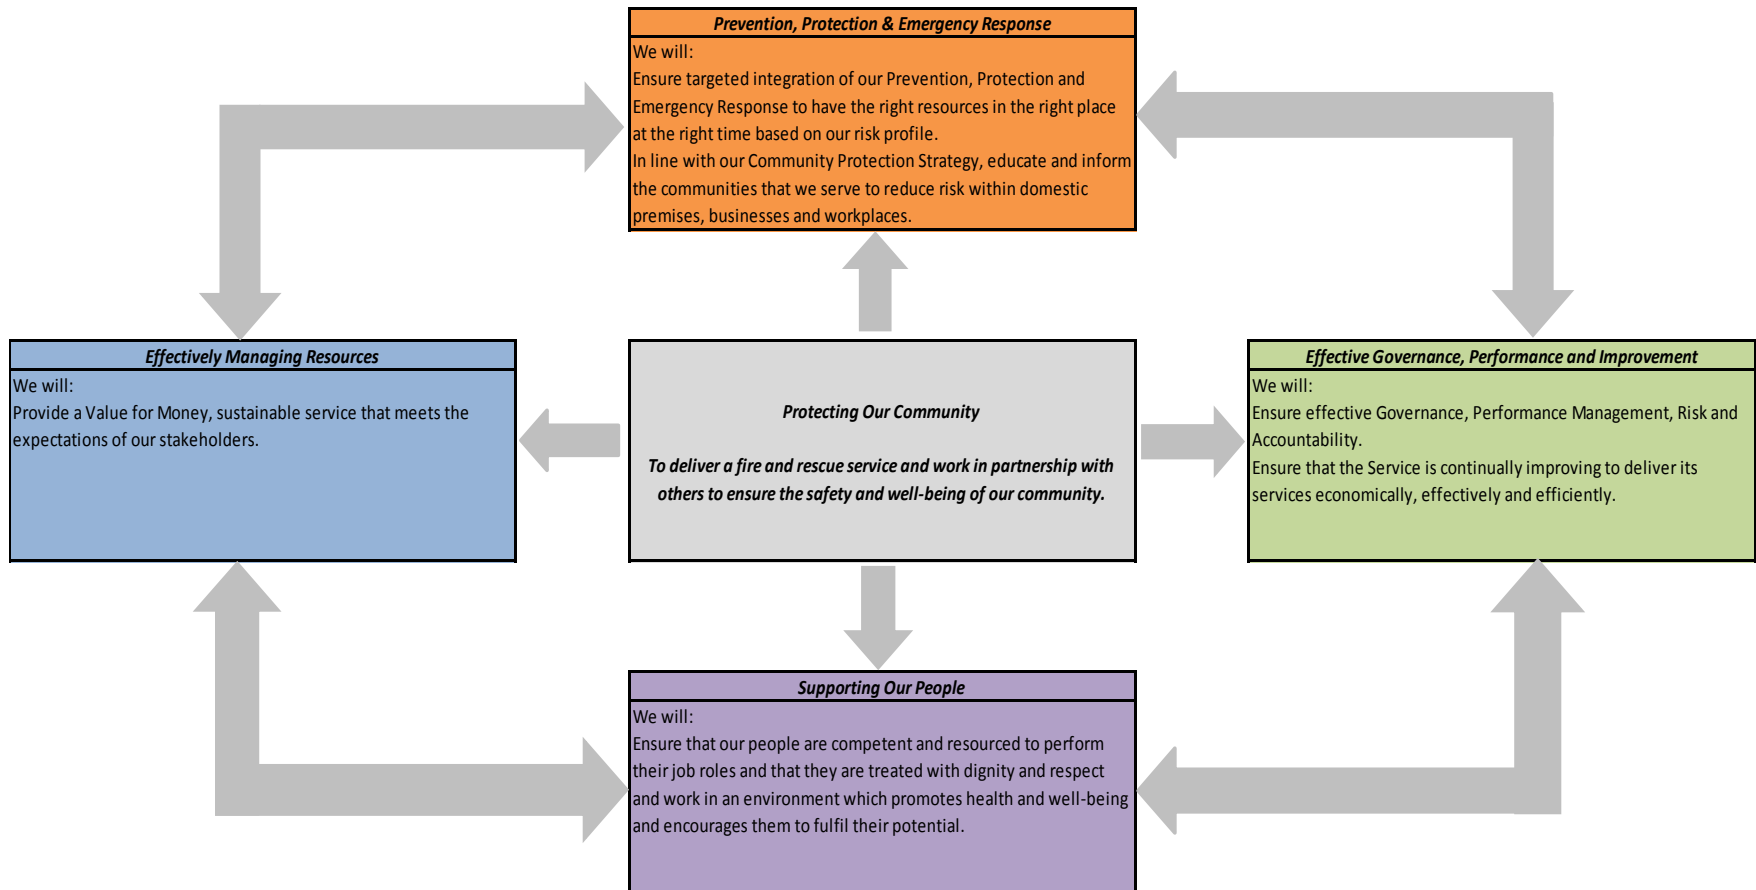 Prevention, Protection & Emergency Response
We will:
Ensure targeted integration of our Prevention, Protection and
Emergency Response to have the right resources in the right place
at the right time based on our risk profile.
In line with our Community Protection Strategy, educate and inform
the communities that we serve to reduce risk within domestic
premises, businesses and workplaces.
Effectively Managing Resources
We will:
Provide a Value for Money, sustainable service that meets the
expectations of our stakeholders.
Protecting Our Community
To deliver a fire and rescue service and work in partnership with
others to ensure the safety and well-being of our community.
Effective Governance, Performance and Improvement
We will:
Ensure effective Governance, Performance Management, Risk and
Accountability.
Ensure that the Service is continually improving to deliver its
services economically, effectively and efficiently.
Supporting Our People
We will:
Ensure that our people are competent and resourced to perform
their job roles and that they are treated with dignity and respect
and work in an environment which promotes health and well-being
and encourages them to fulfil their potential.